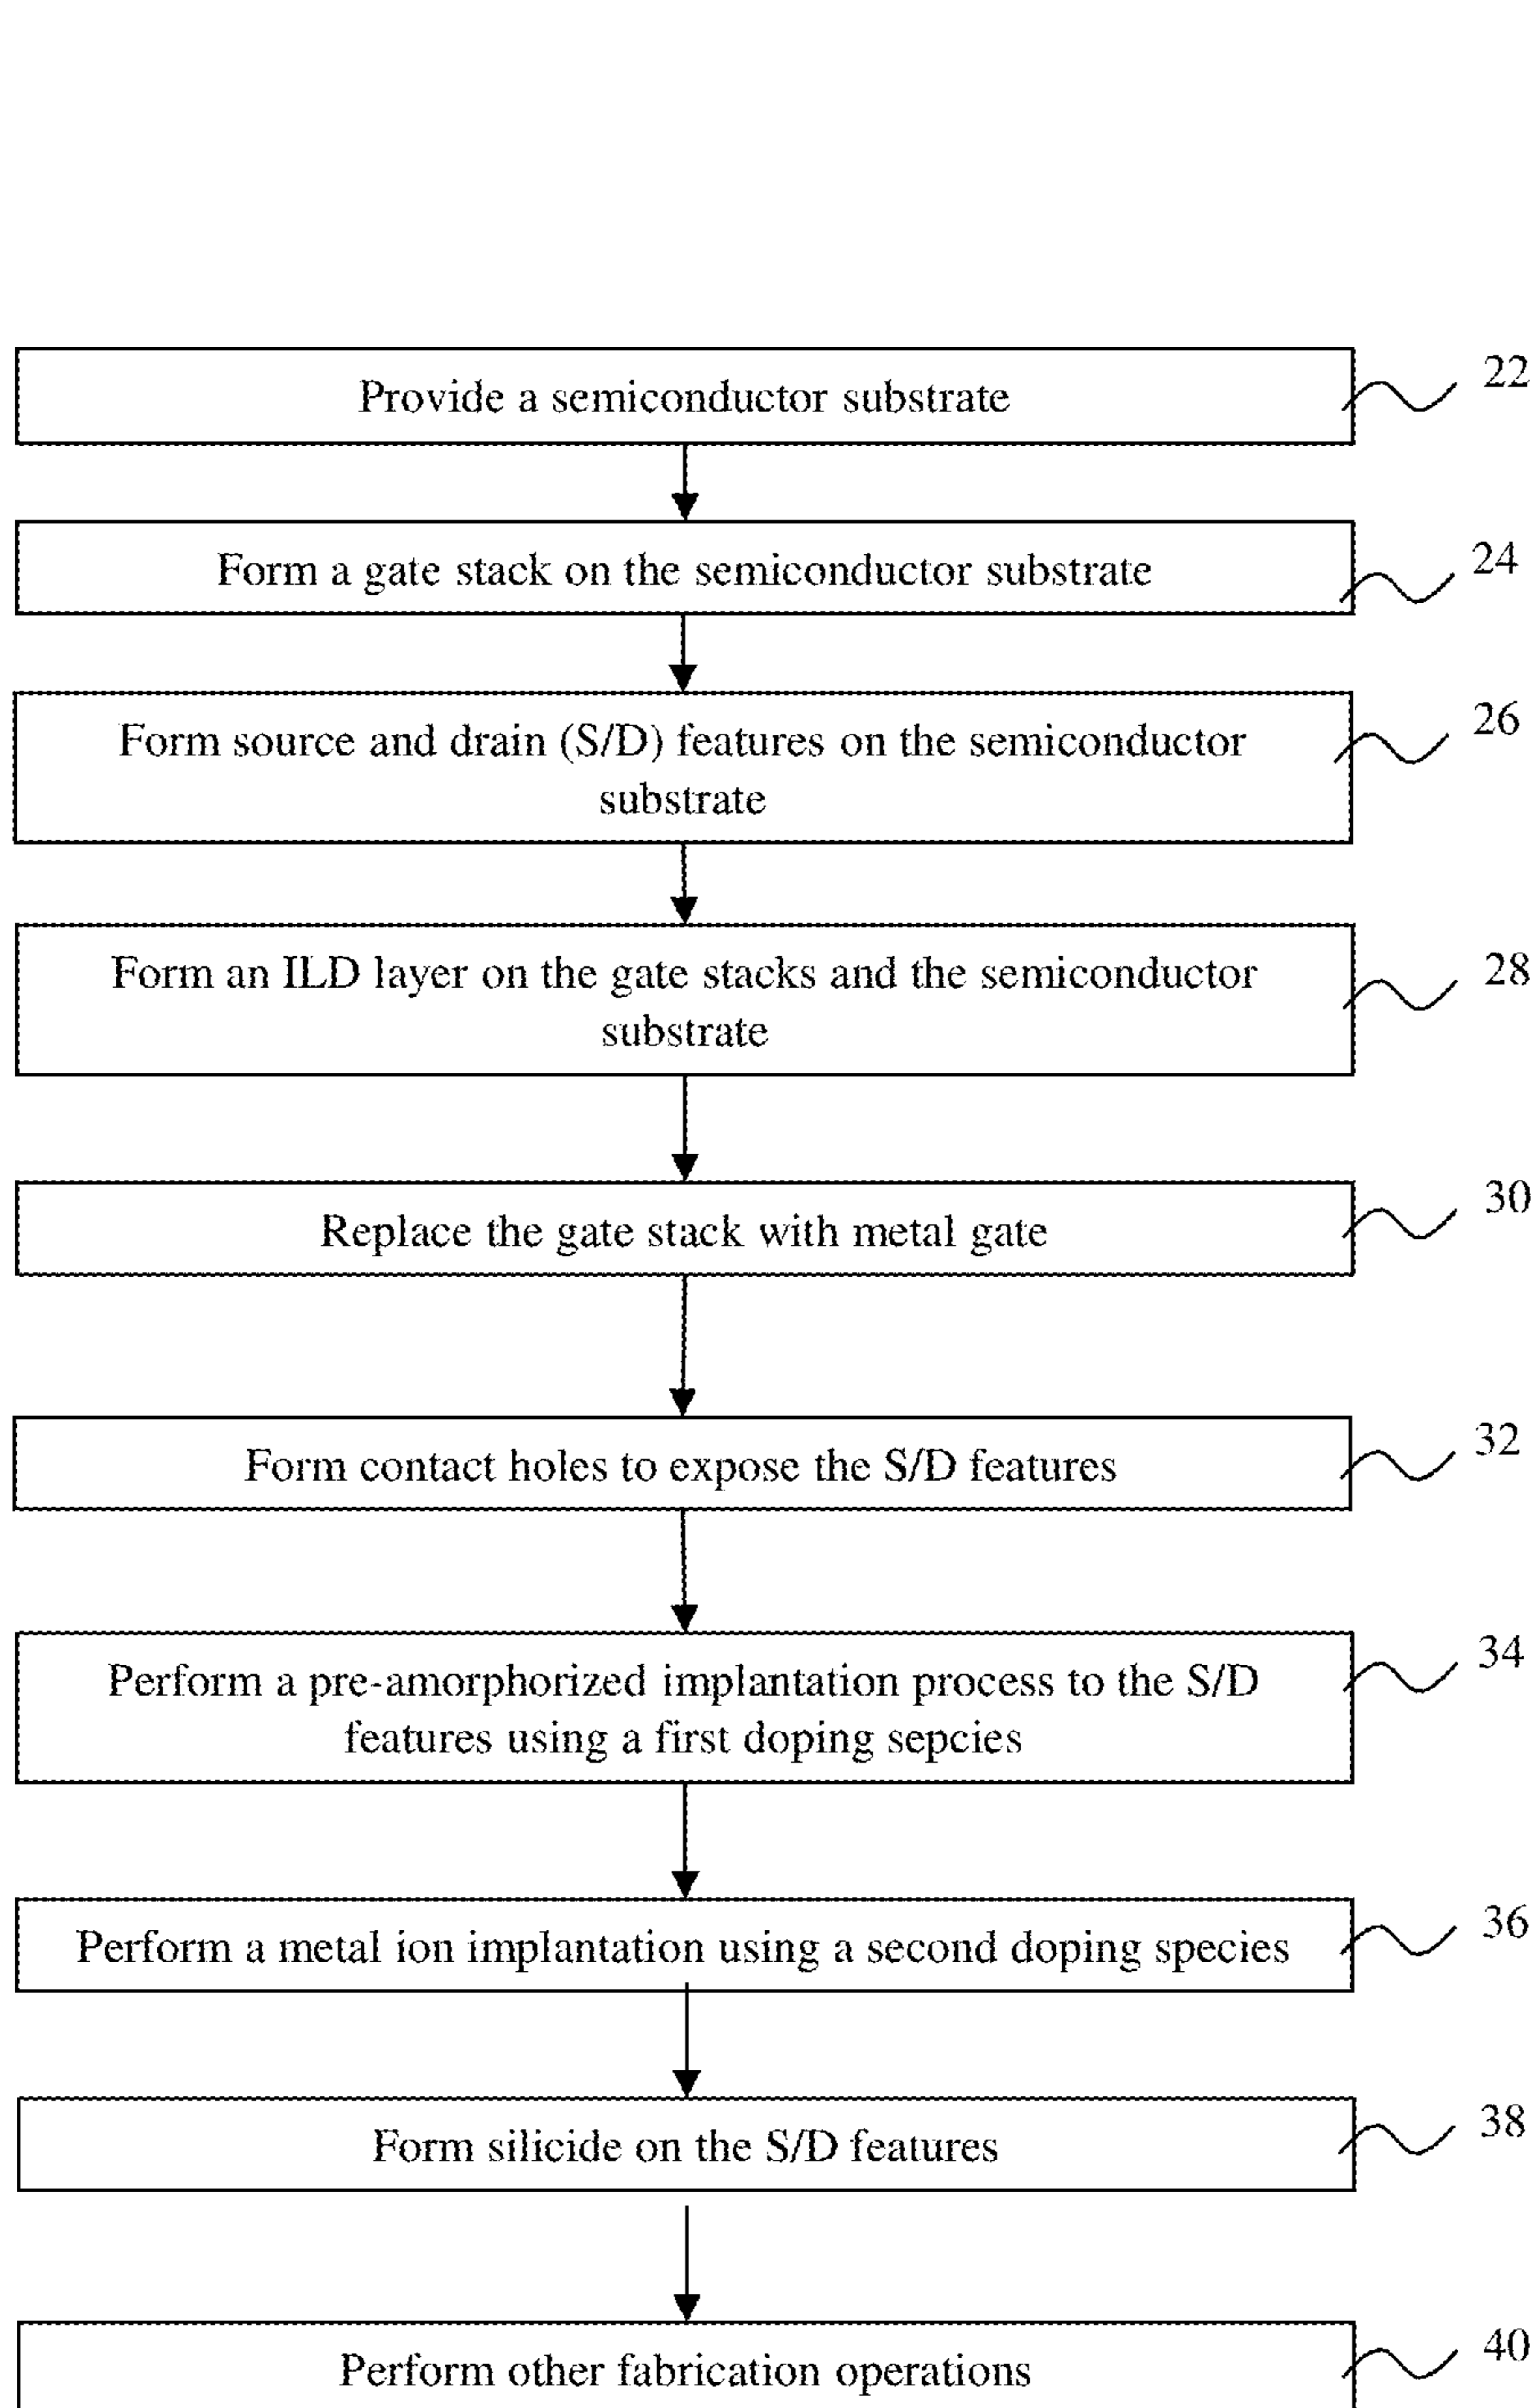 Provide a semiconductor substrate
22
Form a gate stack on the semiconductor substrate
24
Form source and drain (S/D) features on the semiconductor
substrate
26
Form an ILD layer on the gate stacks and the semiconductor
substrate
28
Replace the gate stack with metal gate
30
Form contact holes to expose the S/D features
32
Perform a pre-amorphorized implantation process to the S/D
features using a first doping sepcies
34
Perform a metal ion implantation using a second doping species
36
Form silicide on the S/D features
38
Perform other fabrication operations
40